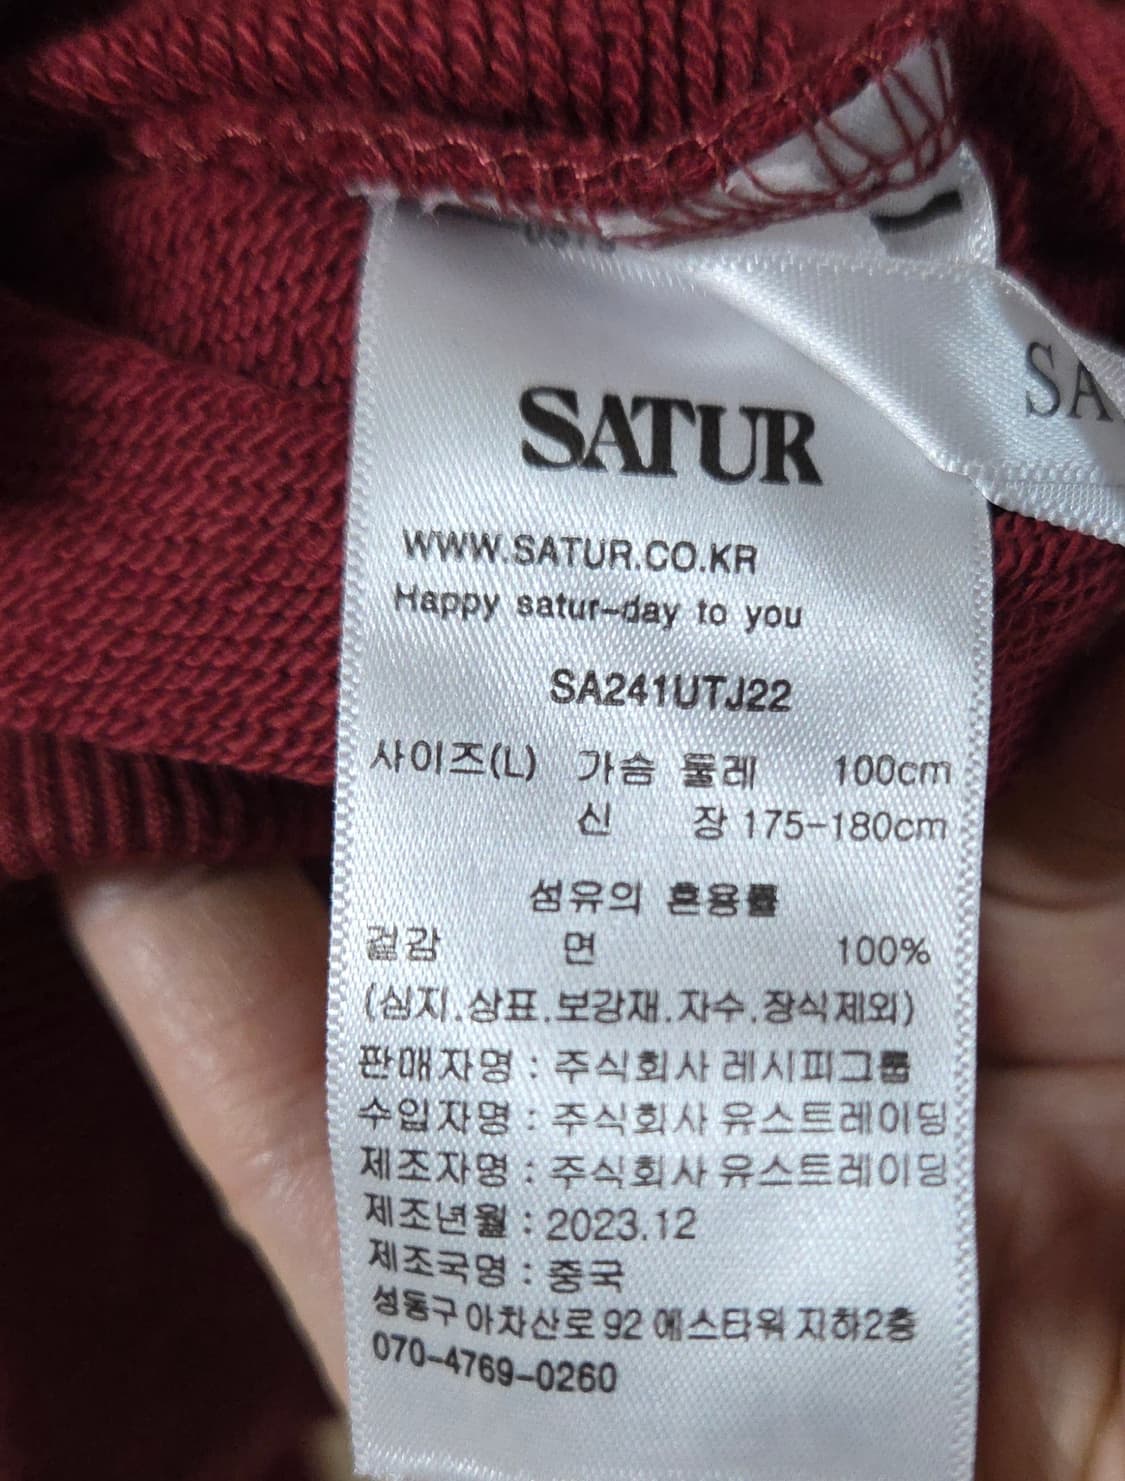 SATUR
SA
WWW.SATUR.CO.KR
Happy satur-day to you
SA241UTJ22
사이즈(L) 가슴 둘레 100cm
신 장 175-180cm
섬유의 혼용률
겉감 면 100%
(심지.상표.보강재.자수.장식제외)
판매자명 : 주식회사 레시피그룹
수입자명 : 주식회사 유스트레이딩
제조자명 : 주식회사 유스트레이딩
제조년월 : 2023.12
제조국명 : 중국
성동구 아차산로 92 에스타워 지하2층
070-4769-0260